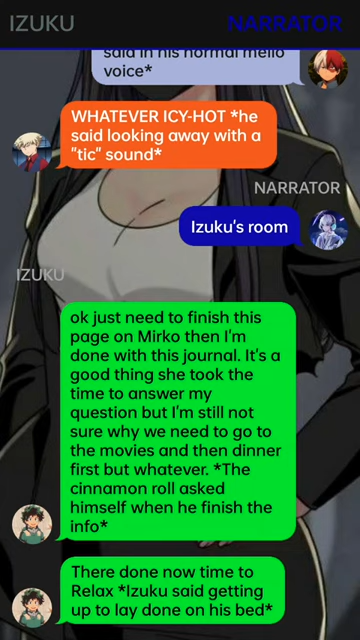 IZUKU NARRATOR
said in his normal mello
voice*
WHATEVER ICY-HOT *he
said looking away with a
"tic" sound*
NARRATOR
Izuku's room
IZUKU
ok just need to finish this
page on Mirko then I'm
done with this journal. It's a
good thing she took the
time to answer my
question but I'm still not
sure why we need to go to
the movies and then dinner
first but whatever. *The
cinnamon roll asked
himself when he finish the
info*
There done now time to
Relax *Izuku said getting
up to lay done on his bed*